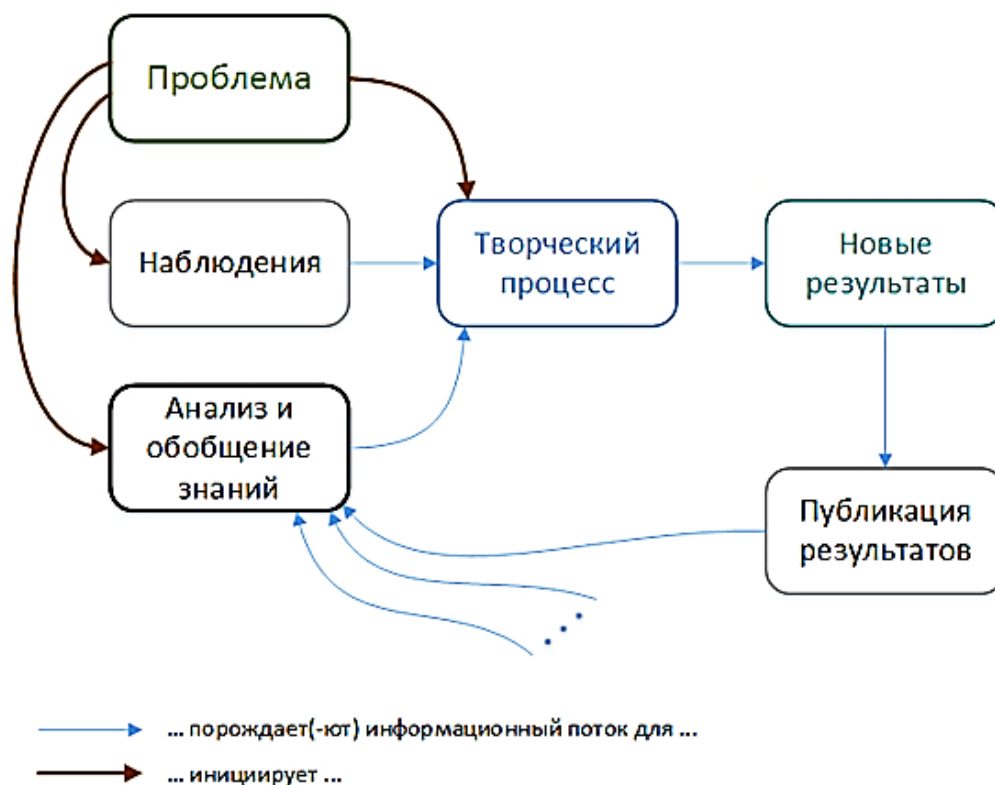 Проблема
Наблюдения
Творческий
процесс
Новые
результаты
Анализ и
обобщение
знаний
Публикация
результатов
... порождает(-ют) информационный поток для ...
... инициирует ...